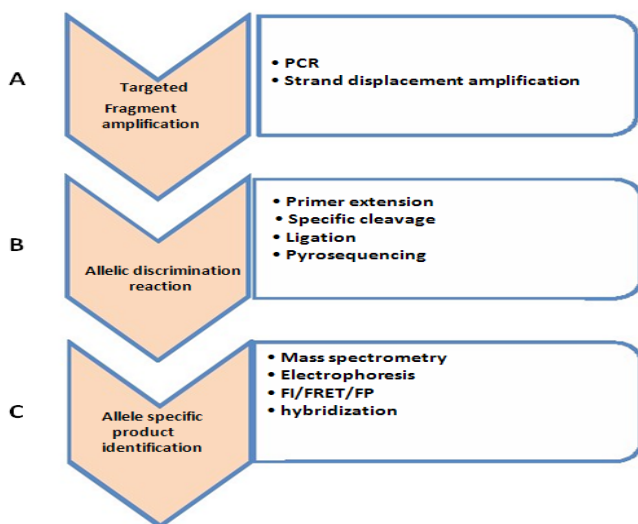 A
Targeted
Fragment
amplification
• PCR
• Strand displacement amplification
B
Allelic discrimination
reaction
• Primer extension
• Specific cleavage
• Ligation
• Pyrosequencing
C
Allele specific
product
identification
• Mass spectrometry
• Electrophoresis
• FI/FRET/FP
• hybridization